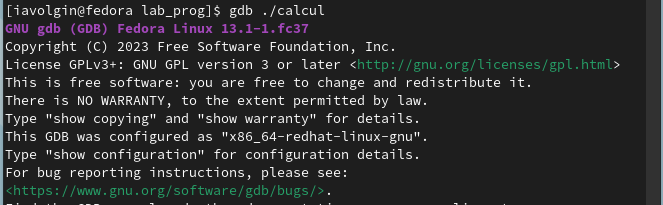 [iavolgin@fedora lab_prog]$ gdb ./calcul
GNU gdb (GDB) Fedora Linux 13.1-1.fc37
Copyright (C) 2023 Free Software Foundation, Inc.
License GPLv3+: GNU GPL version 3 or later <http://gnu.org/licenses/gpl.html>
This is free software: you are free to change and redistribute it.
There is NO WARRANTY, to the extent permitted by law.
Type "show copying" and "show warranty" for details.
This GDB was configured as "x86_64-redhat-linux-gnu".
Type "show configuration" for configuration details.
For bug reporting instructions, please see:
<https://www.gnu.org/software/gdb/bugs/>.